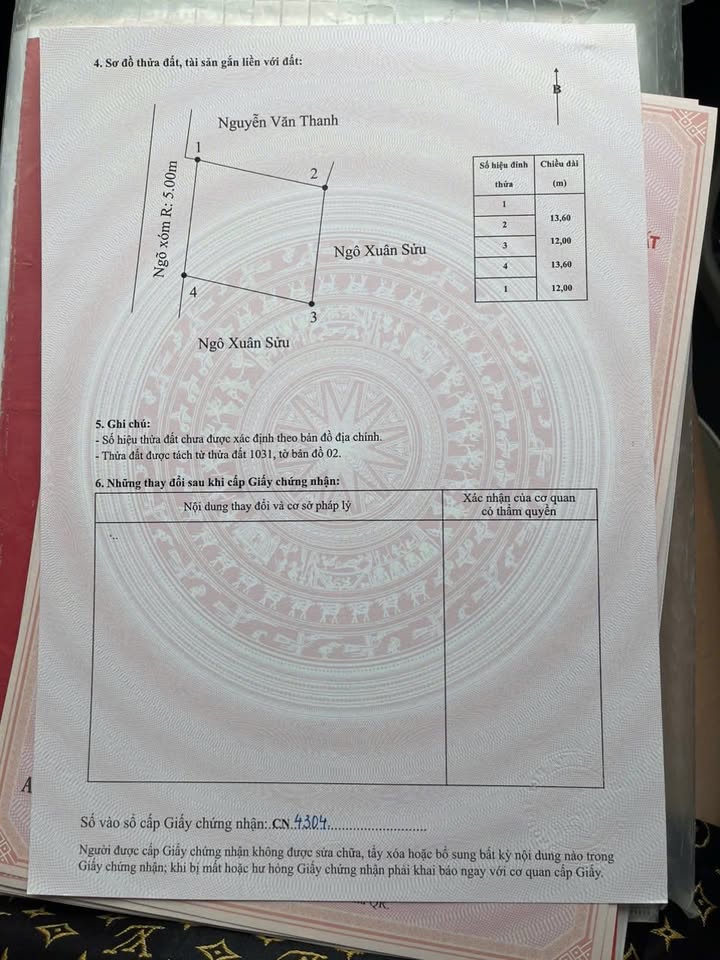 4. Sơ đồ thửa đất, tài sản gắn liền với đất:
B
Nguyễn Văn Thanh
1
2
Ngõ xóm R: 5.00m
Ngô Xuân Sửu
4
3
Ngô Xuân Sửu
Số hiệu đỉnh thửa
Chiều dài (m)
1
13,60
2
12,00
3
13,60
4
12,00
1
5. Ghi chú:
- Số hiệu thửa đất chưa được xác định theo bản đồ địa chính.
- Thửa đất được tách từ thửa đất 1031, tờ bản đồ 02.
6. Những thay đổi sau khi cấp Giấy chứng nhận:
Nội dung thay đổi và cơ sở pháp lý
Xác nhận của cơ quan
có thẩm quyền
Số vào sổ cấp Giấy chứng nhận: CN 4304
Người được cấp Giấy chứng nhận không được sửa chữa, tẩy xóa hoặc bổ sung bất kỳ nội dung nào trong
Giấy chứng nhận; khi bị mất hoặc hư hỏng Giấy chứng nhận phải khai báo ngay với cơ quan cấp Giấy.
QR.